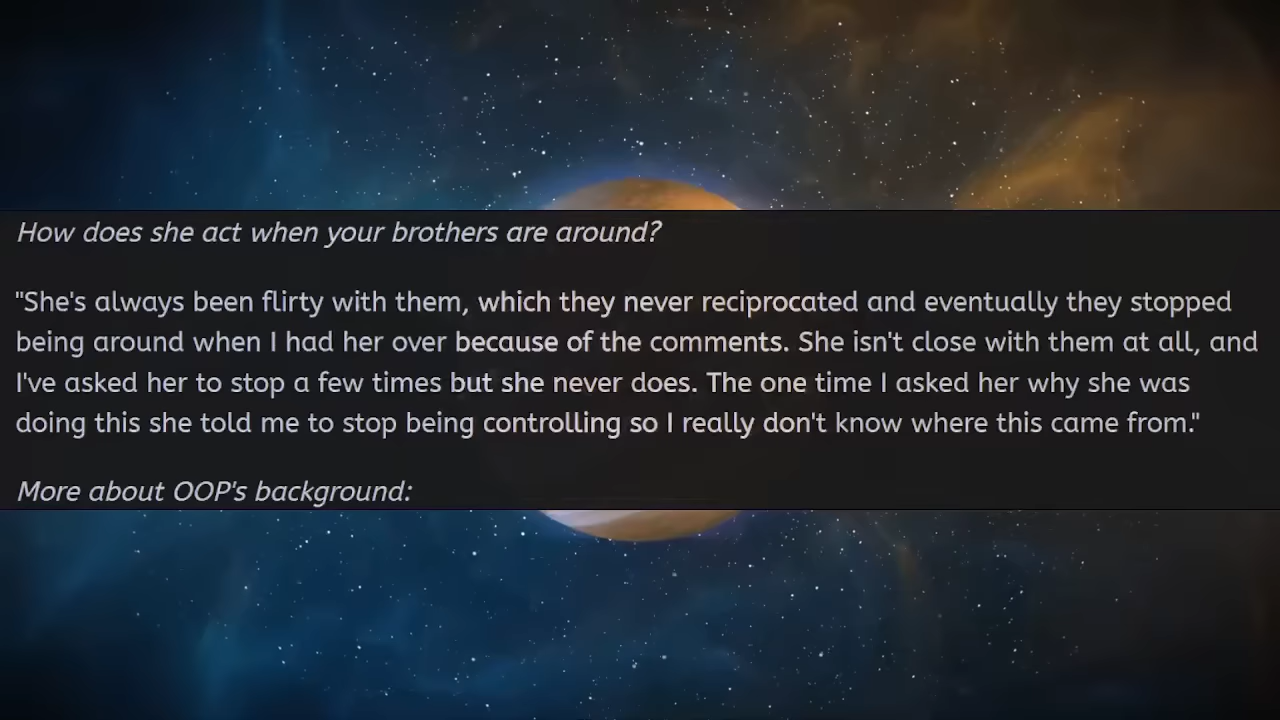 How does she act when your brothers are around?
"She's always been flirty with them, which they never reciprocated and eventually they stopped
being around when I had her over because of the comments. She isn't close with them at all, and
I've asked her to stop a few times but she never does. The one time I asked her why she was
doing this she told me to stop being controlling so I really don't know where this came from."
More about OOP's background: